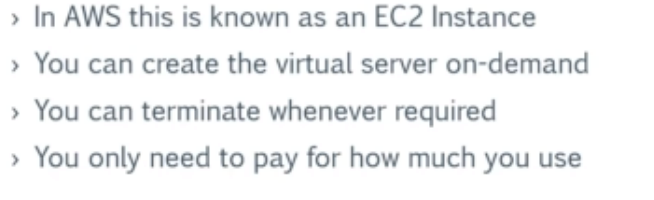 › In AWS this is known as an EC2 Instance
› You can create the virtual server on-demand
› You can terminate whenever required
› You only need to pay for how much you use